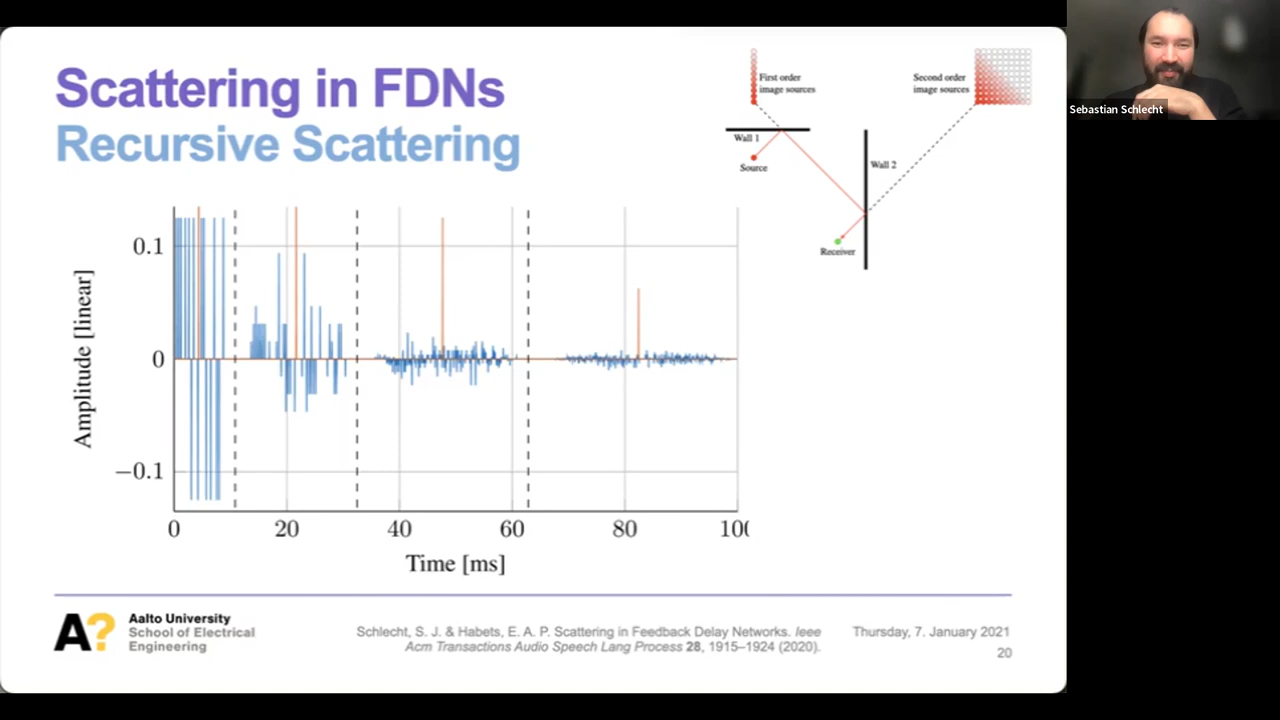 Scattering in FDNs
Recursive Scattering
First order
image sources
Second order
image sources
Wall 1
Source
Wall 2
Receiver
Sebastian Schlecht
Amplitude [linear]
0.1
0
−0.1
0 20 40 60 80 100
Time [ms]
A?
Aalto University
School of Electrical
Engineering
Schlecht, S. J. & Habets, E. A. P. Scattering in Feedback Delay Networks. Ieee
Acm Transactions Audio Speech Lang Process 28, 1915–1924 (2020).
Thursday, 7. January 2021
20